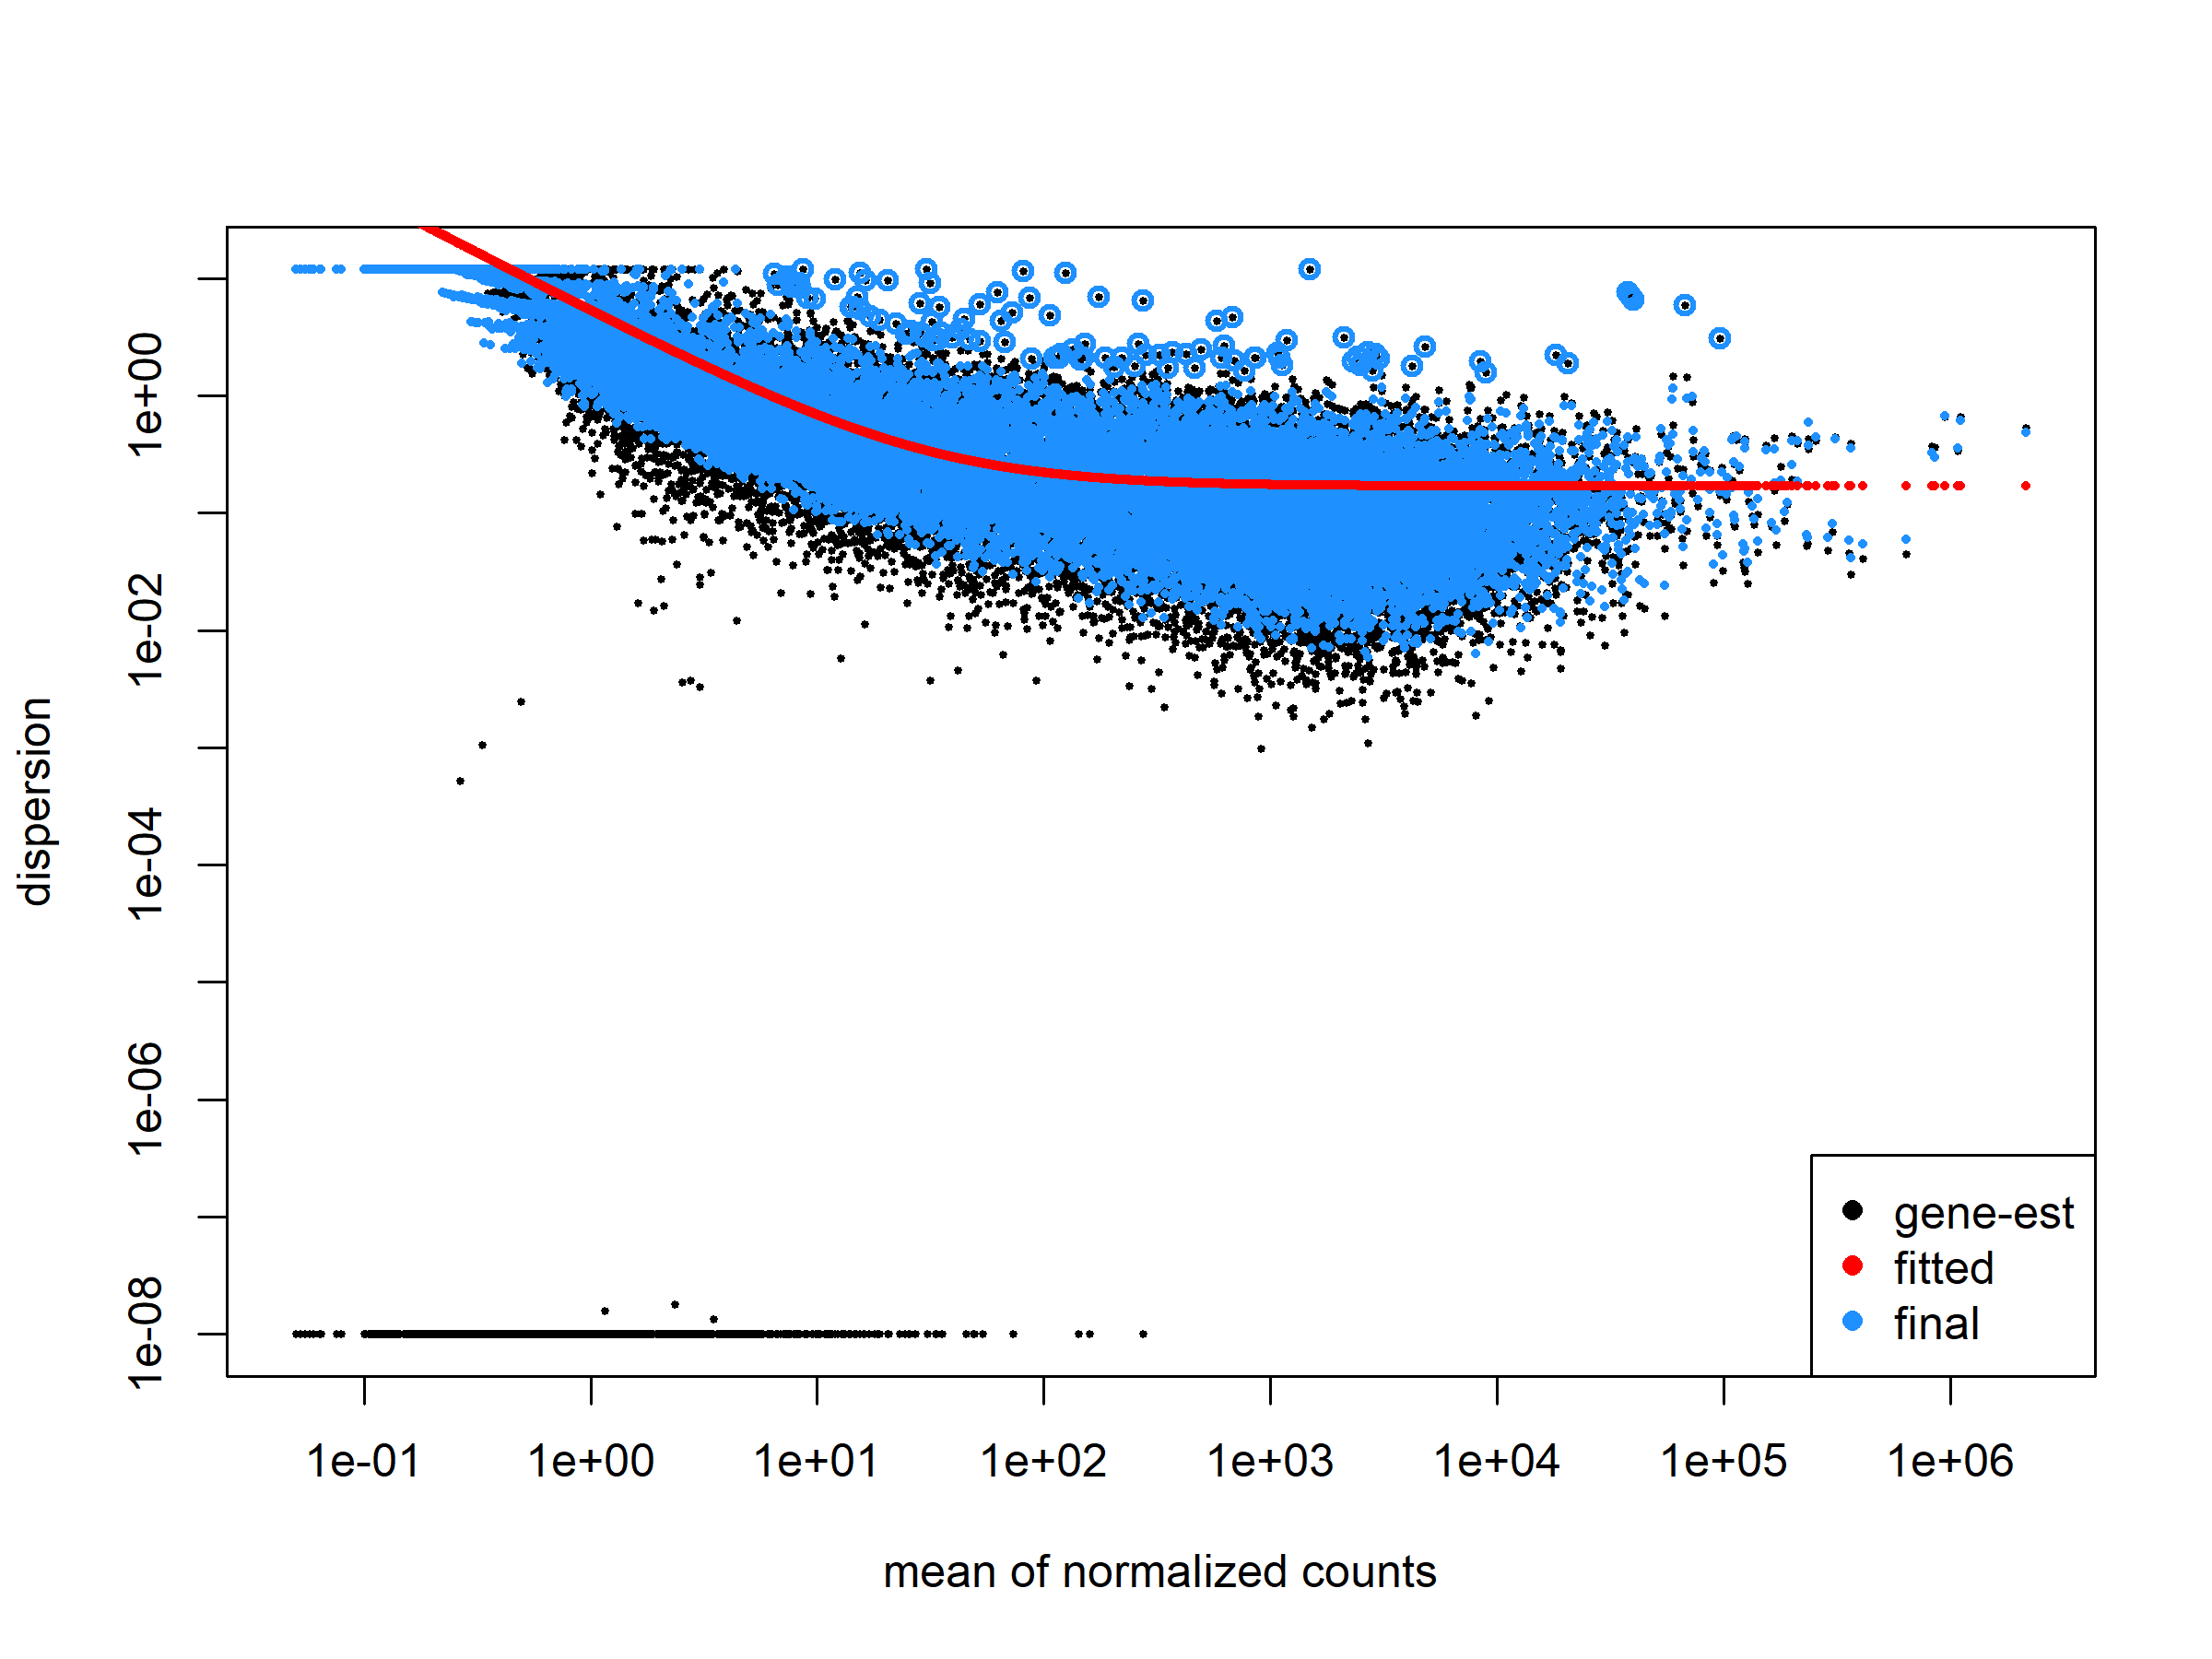 dispersion
1e+00
1e-02
1e-04
1e-06
1e-08
gene-est
fitted
final
1e-01 1e+00 1e+01 1e+02 1e+03 1e+04 1e+05 1e+06
mean of normalized counts